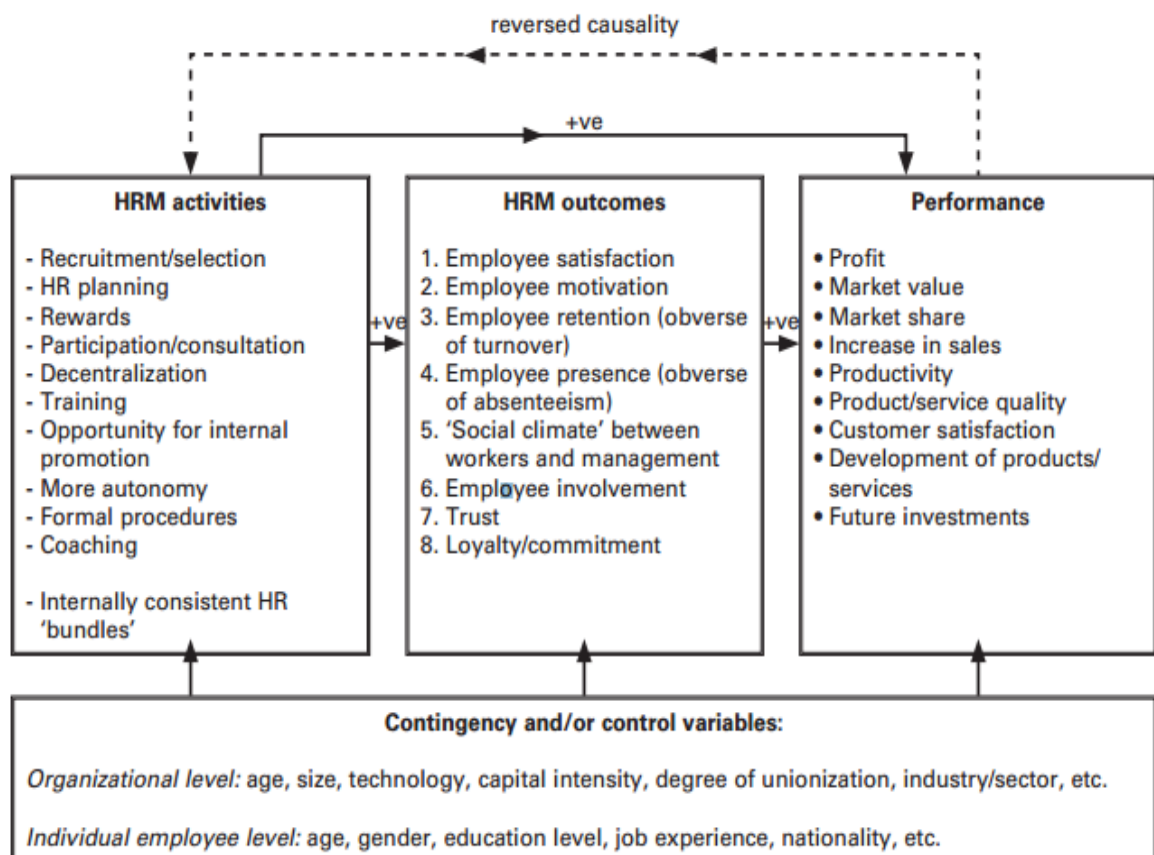 reversed causality
+ve
HRM activities
- Recruitment/selection
- HR planning
- Rewards
- Participation/consultation
- Decentralization
- Training
- Opportunity for internal
promotion
- More autonomy
- Formal procedures
- Coaching
- Internally consistent HR
‘bundles’
+ve
HRM outcomes
1. Employee satisfaction
2. Employee motivation
3. Employee retention (obverse
of turnover)
4. Employee presence (obverse
of absenteeism)
5. ‘Social climate’ between
workers and management
6. Employee involvement
7. Trust
8. Loyalty/commitment
+ve
Performance
• Profit
• Market value
• Market share
• Increase in sales
• Productivity
• Product/service quality
• Customer satisfaction
• Development of products/
services
• Future investments
Contingency and/or control variables:
Organizational level: age, size, technology, capital intensity, degree of unionization, industry/sector, etc.
Individual employee level: age, gender, education level, job experience, nationality, etc.